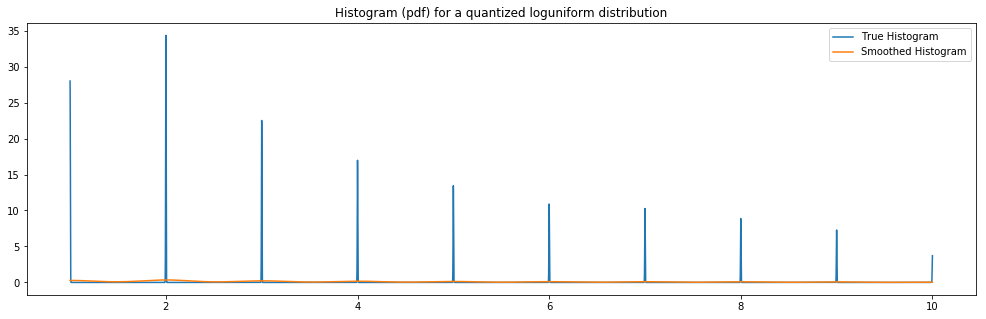 Histogram (pdf) for a quantized loguniform distribution
True Histogram
Smoothed Histogram
35
30
25
20
15
10
5
0
2 4 6 8 10